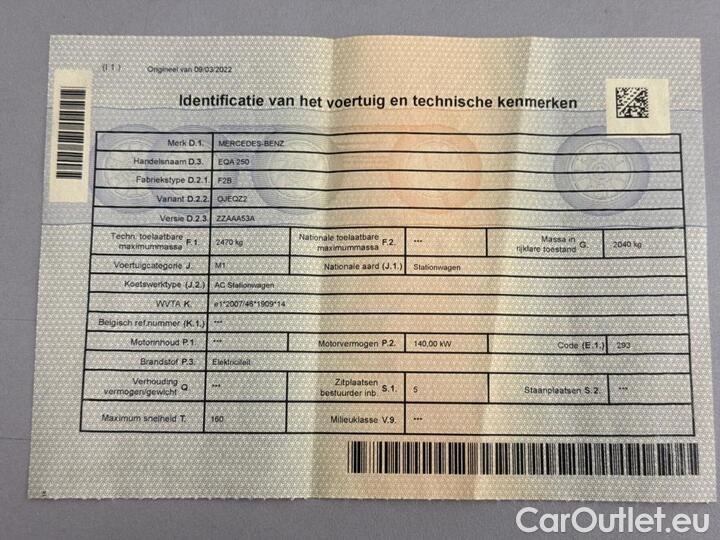 (I 1.) Origineel van 09/03/2022
Identificatie van het voertuig en technische kenmerken
Merk D.1. MERCEDES-BENZ
Handelsnaam D.3. EQA 250
Fabriekstype D.2.1. F2B
Variant D.2.2. OJEQZ2
Versie D.2.3. ZZAAA53A
Techn. toelaatbare maximummassa F.1. 2470 kg Nationale toelaatbare maximummassa F.2. *** Massa in rijklare toestand G. 2040 kg
Voertuigcategorie J. M1 Nationale aard (J.1.) Stationwagen
Koetswerktype (J.2.) AC Stationwagen
WVTA K. e1*2007/46*1909*14
Belgisch ref.nummer (K.1.) ***
Motorinhoud P.1. *** Motorvermogen P.2. 140,00 kW Code (E.1.) 293
Brandstof P.3. Elektriciteit
Verhouding vermogen/gewicht Q. *** Zitplaatsen bestuurder inb. S.1. 5 Staanplaatsen S.2. ***
Maximum snelheid T. 160 Milieuklasse V.9. ***
CarOutlet.eu